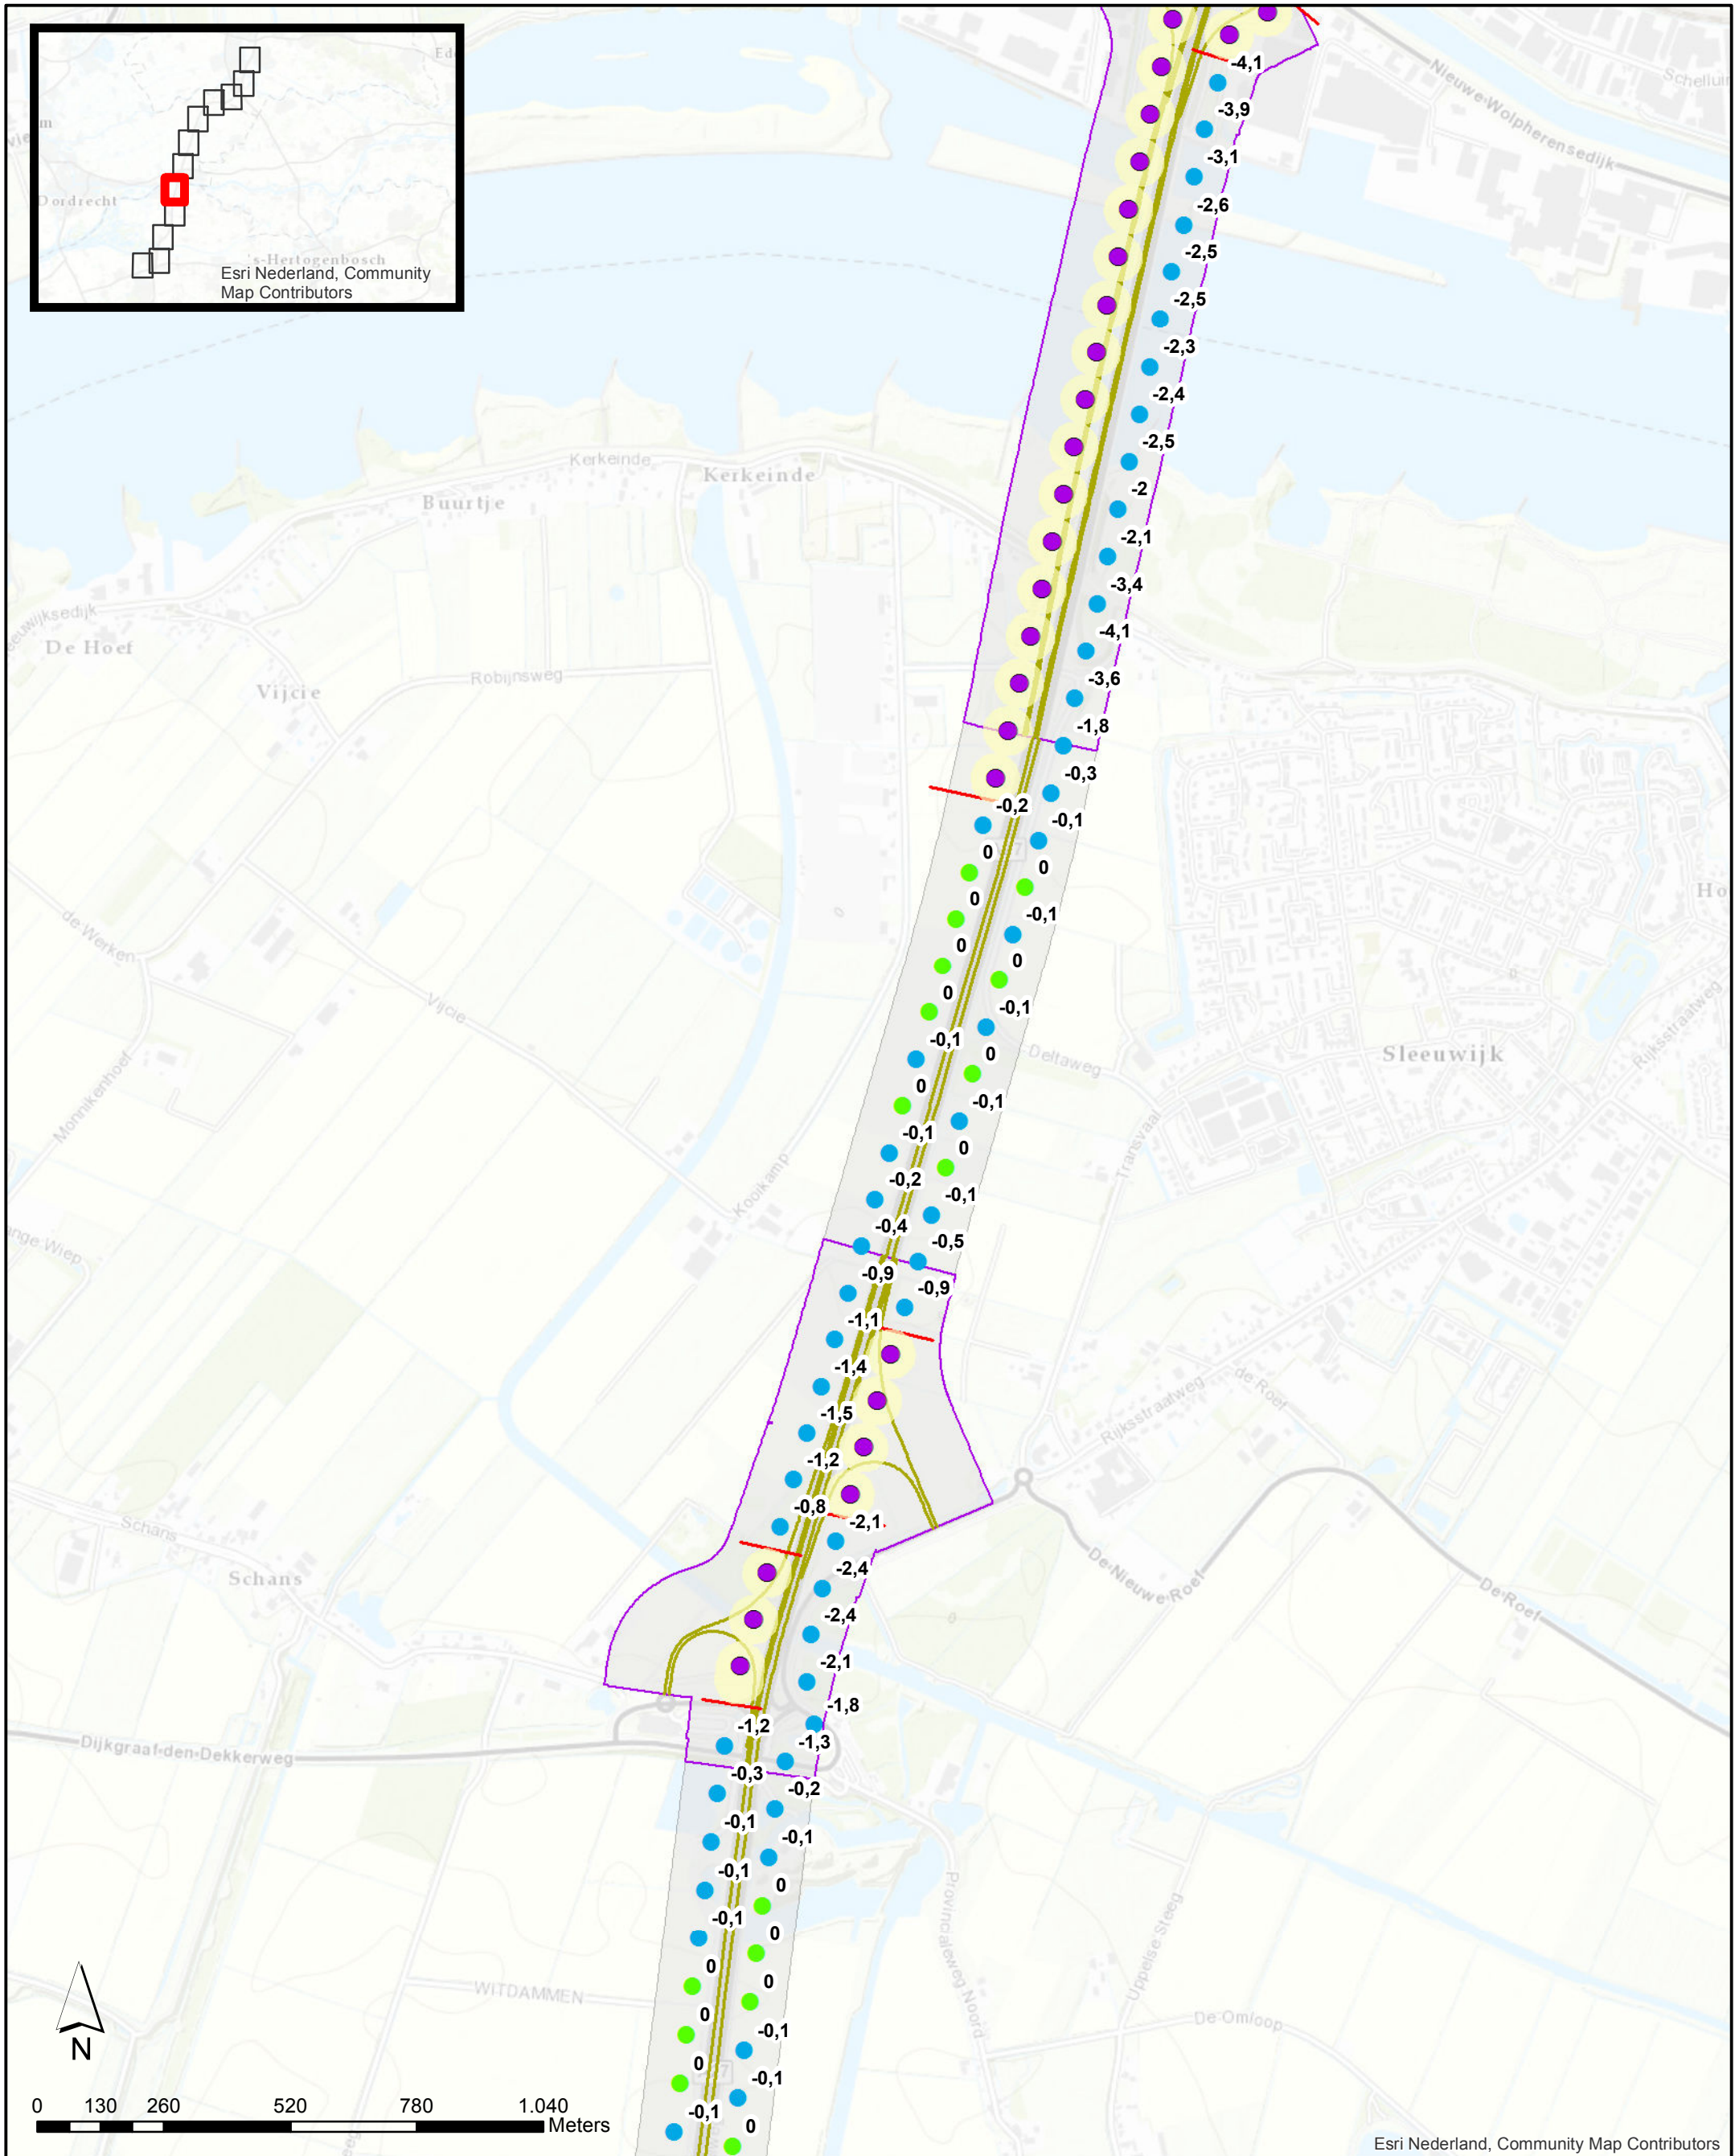 Ede
m
Dordrecht
's-Hertogenbosch
Esri Nederland, Community
Map Contributors
-4,1
Nieuwe-Wolpherensedijk
Schellui
-3,9
-3,1
-2,6
-2,5
-2,5
-2,3
-2,4
-2,5
Kerkeinde
Kerkeinde
Buurtje
-2
-2,1
-3,4
-4,1
De Hoef
Robijnsweg
-3,6
Vijcie
-1,8
-0,3
-0,2
-0,1
0
0
0
Ho
-0,1
de Werken
0
0
0
-0,1
Vijcie
-0,1
0
Sleeuwijk
Rijksstraatweg
Deltaweg
0
-0,1
Monnikenhoef
-0,1
0
Transvaal
-0,2
-0,1
Kooikamp
-0,4
-0,5
ange Wiep
-0,9
-0,9
-1,1
-1,4
de Roef
Rijksstraatweg
-1,5
-1,2
-0,8
-2,1
Schans
-2,4
Schans
De Nieuwe Roef
De Roef
-2,4
-2,1
-1,8
-1,2
-1,3
Dijkgraaf-den-Dekkerweg
-0,3
-0,2
-0,1
-0,1
-0,1
0
-0,1
0
Provincialeweg Noord
Uppelse Steeg
0
0
WITDAMMEN
0
-0,1
De Omloop
0
-0,1
-0,1
0
N
0 130 260 520 780 1.040
Meters
Esri Nederland, Community Map Contributors